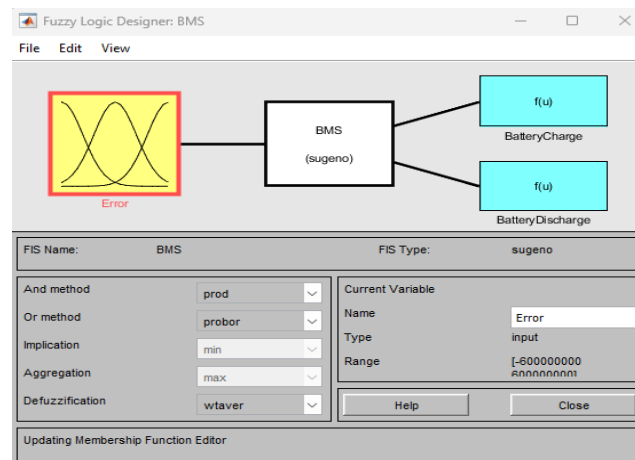 Fuzzy Logic Designer: BMS
File Edit View
f(u)
BMS
BatteryCharge
(sugeno)
f(u)
Error
BatteryDischarge
FIS Name: BMS FIS Type: sugeno
And method prod
Or method probor
Implication min
Aggregation max
Defuzzification wtaver
Current Variable
Name Error
Type input
Range [-600000000
6000000001
Help Close
Updating Membership Function Editor